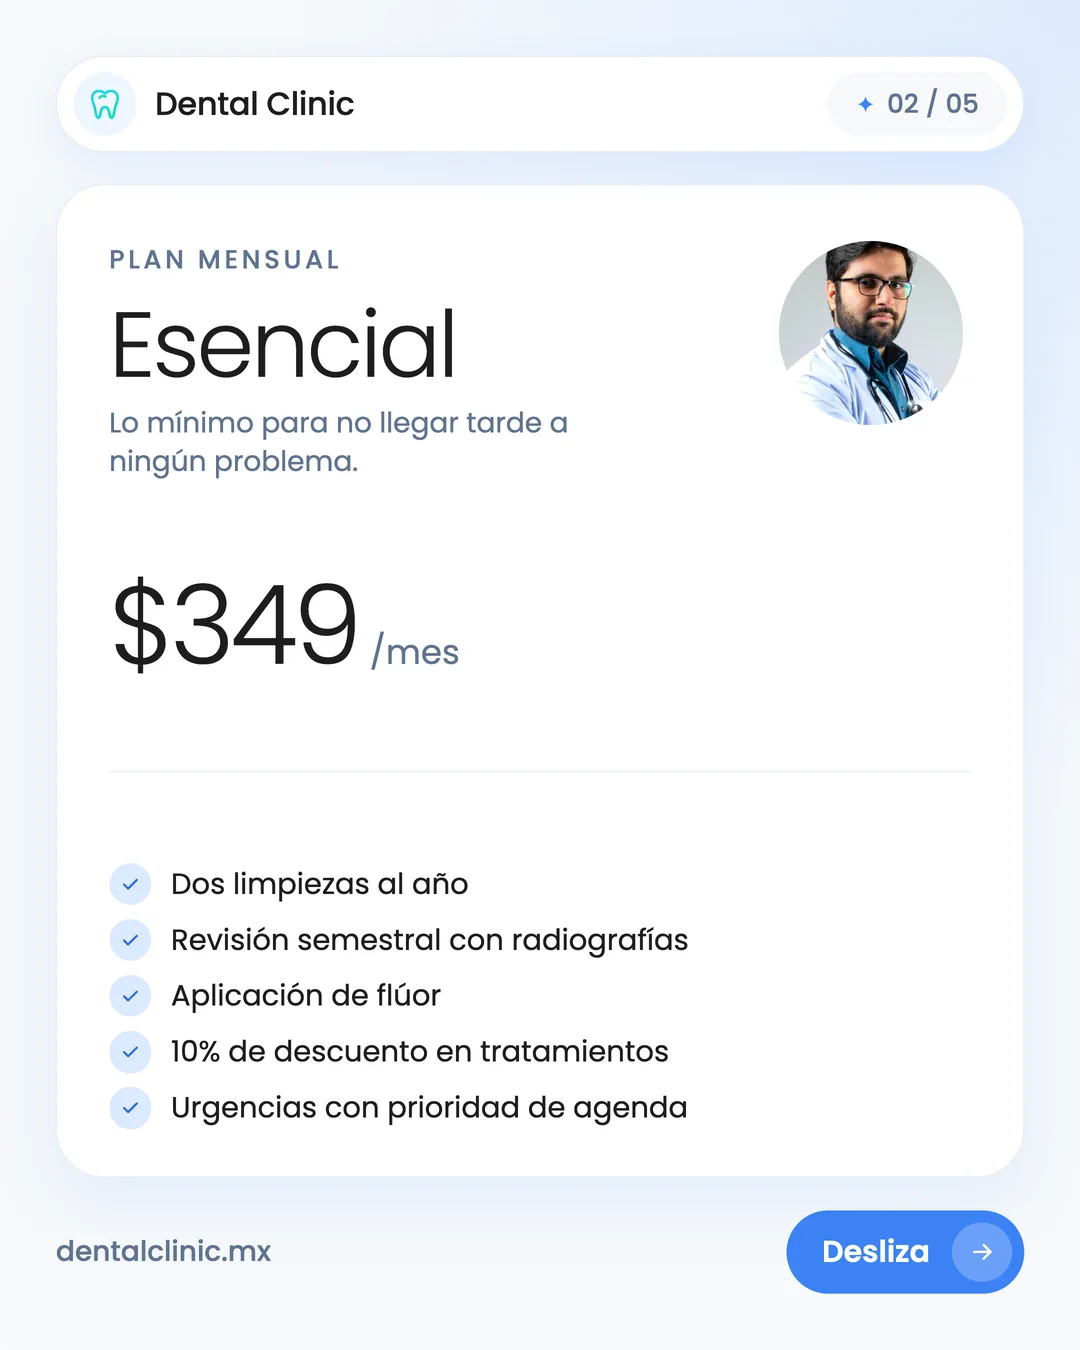 Dental Clinic
02 / 05
PLAN MENSUAL
Esencial
Lo mínimo para no llegar tarde a
ningún problema.
$349 /mes
Dos limpiezas al año
Revisión semestral con radiografías
Aplicación de flúor
10% de descuento en tratamientos
Urgencias con prioridad de agenda
dentalclinic.mx
Desliza